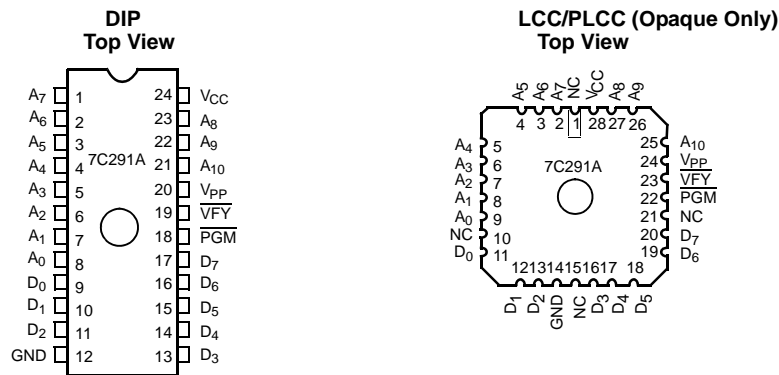 DIP
Top View
A7 1 24 VCC
A6 2 23 A8
A5 3 22 A9
A4 4 7C291A 21 A10
A3 5 20 VPP
A2 6 19 VFY
A1 7 18 PGM
A0 8 17 D7
D0 9 16 D6
D1 10 15 D5
D2 11 14 D4
GND 12 13 D3
LCC/PLCC (Opaque Only)
Top View
A5 A6 A7 NC VCC A8 A9
4 3 2 1 28 27 26
A4 5 25 A10
A3 6 7C291A 24 VPP
A2 7 23 VFY
A1 8 22 PGM
A0 9 21 NC
NC 10 20 D7
D0 11 19 D6
12 13 14 15 16 17 18
D1 D2 GND NC D3 D4 D5